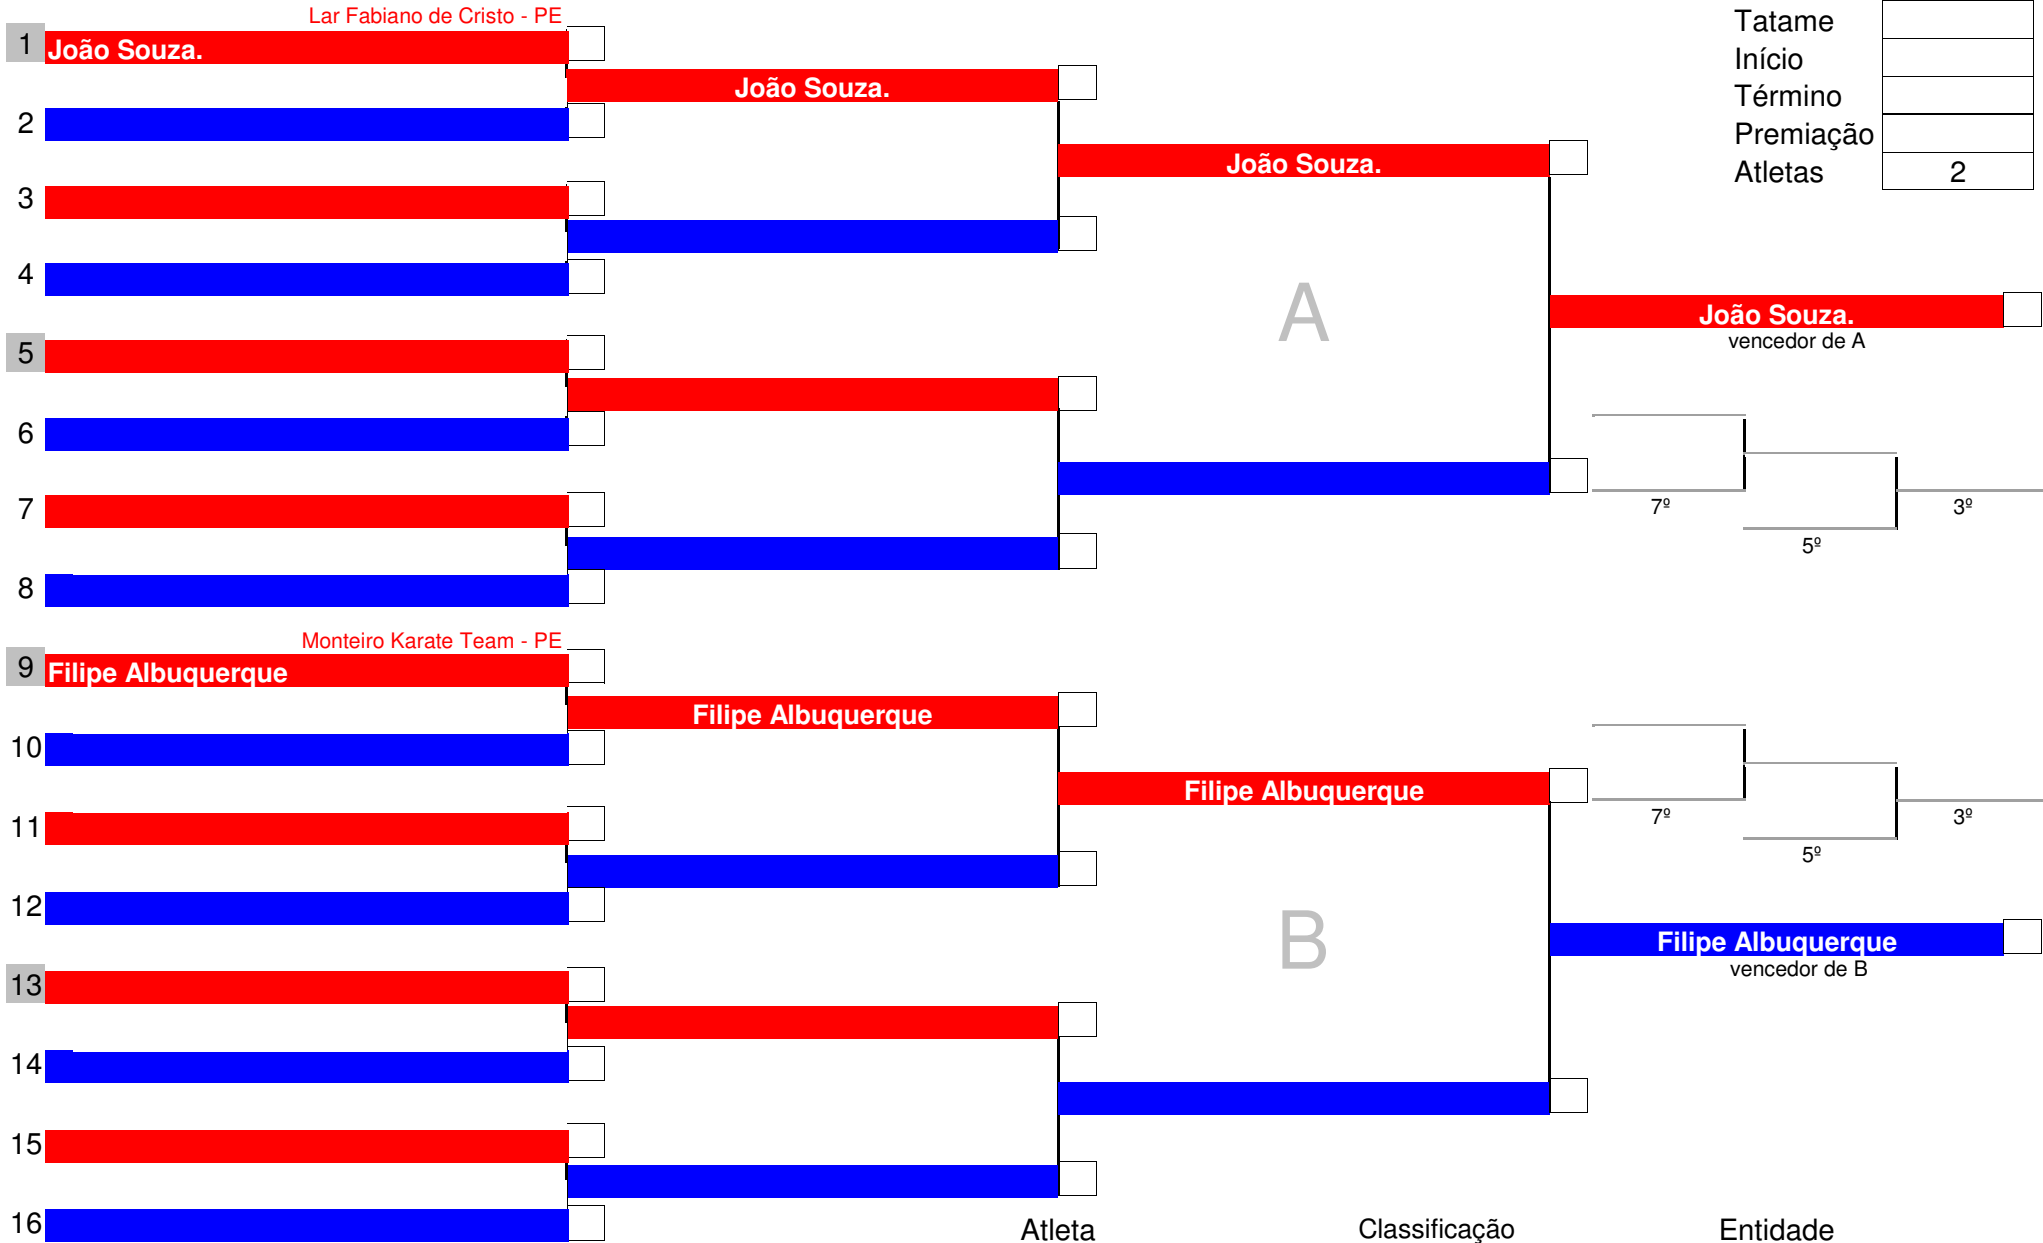 Lar Fabiano de Cristo - PE
1 João Souza.
João Souza.
2
João Souza.
3
4
A
João Souza.
vencedor de A
5
6
7
8
7º
5º
3º
Tatame
Início
Término
Premiação
Atletas 2
Monteiro Karate Team - PE
9 Filipe Albuquerque
Filipe Albuquerque
10
Filipe Albuquerque
11
12
B
Filipe Albuquerque
vencedor de B
7º
5º
3º
13
14
15
16
Atleta Classificação Entidade